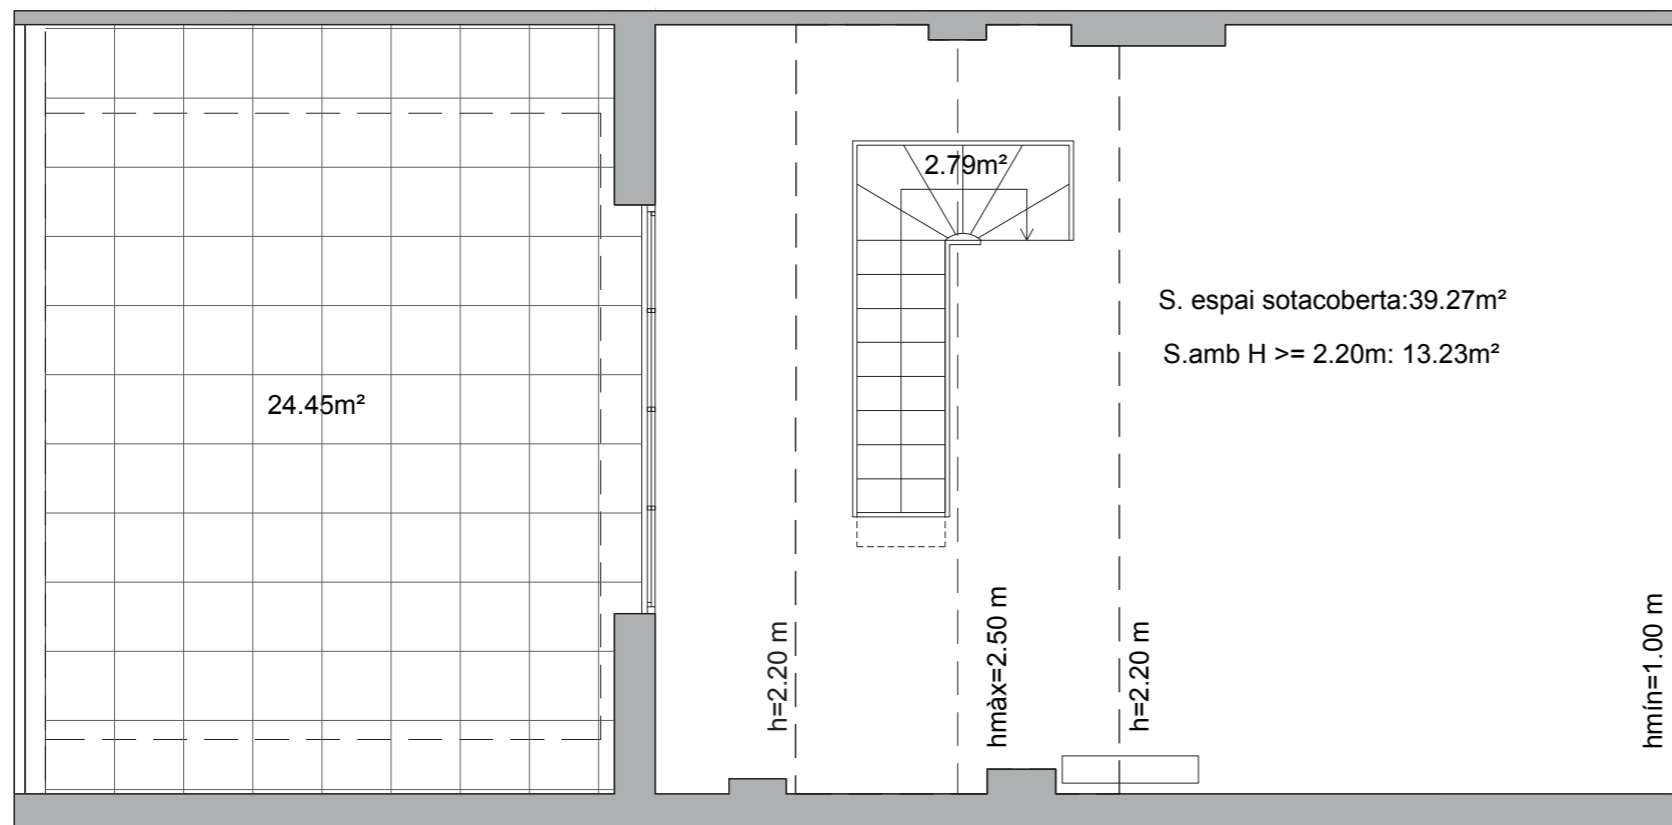 2.79m²
S. espai sotacoberta:39.27m²
S.amb H >= 2.20m: 13.23m²
24.45m²
h=2.20 m
hmàx=2.50 m
h=2.20 m
hmín=1.00 m